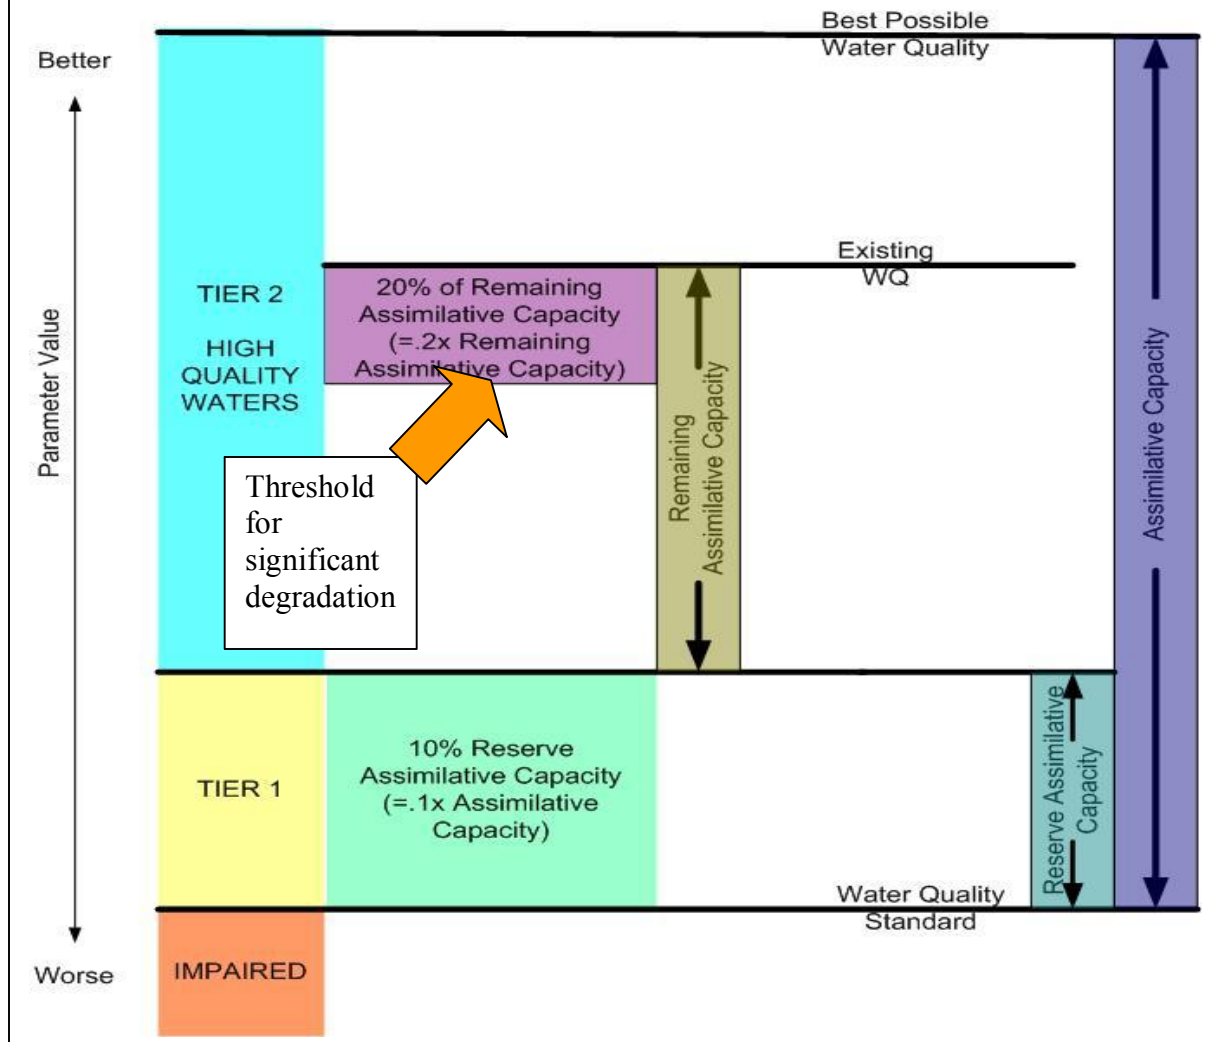 Best Possible
Water Quality
Better
Parameter Value
Existing
WQ
TIER 2
HIGH
QUALITY
WATERS
20% of Remaining
Assimilative Capacity
(=.2x Remaining
Assimilative Capacity)
Remaining
Assimilative Capacity
Assimilative Capacity
Threshold
for
significant
degradation
TIER 1
10% Reserve
Assimilative Capacity
(=.1x Assimilative
Capacity)
Reserve Assimilative
Capacity
Water Quality
Standard
Worse
IMPAIRED